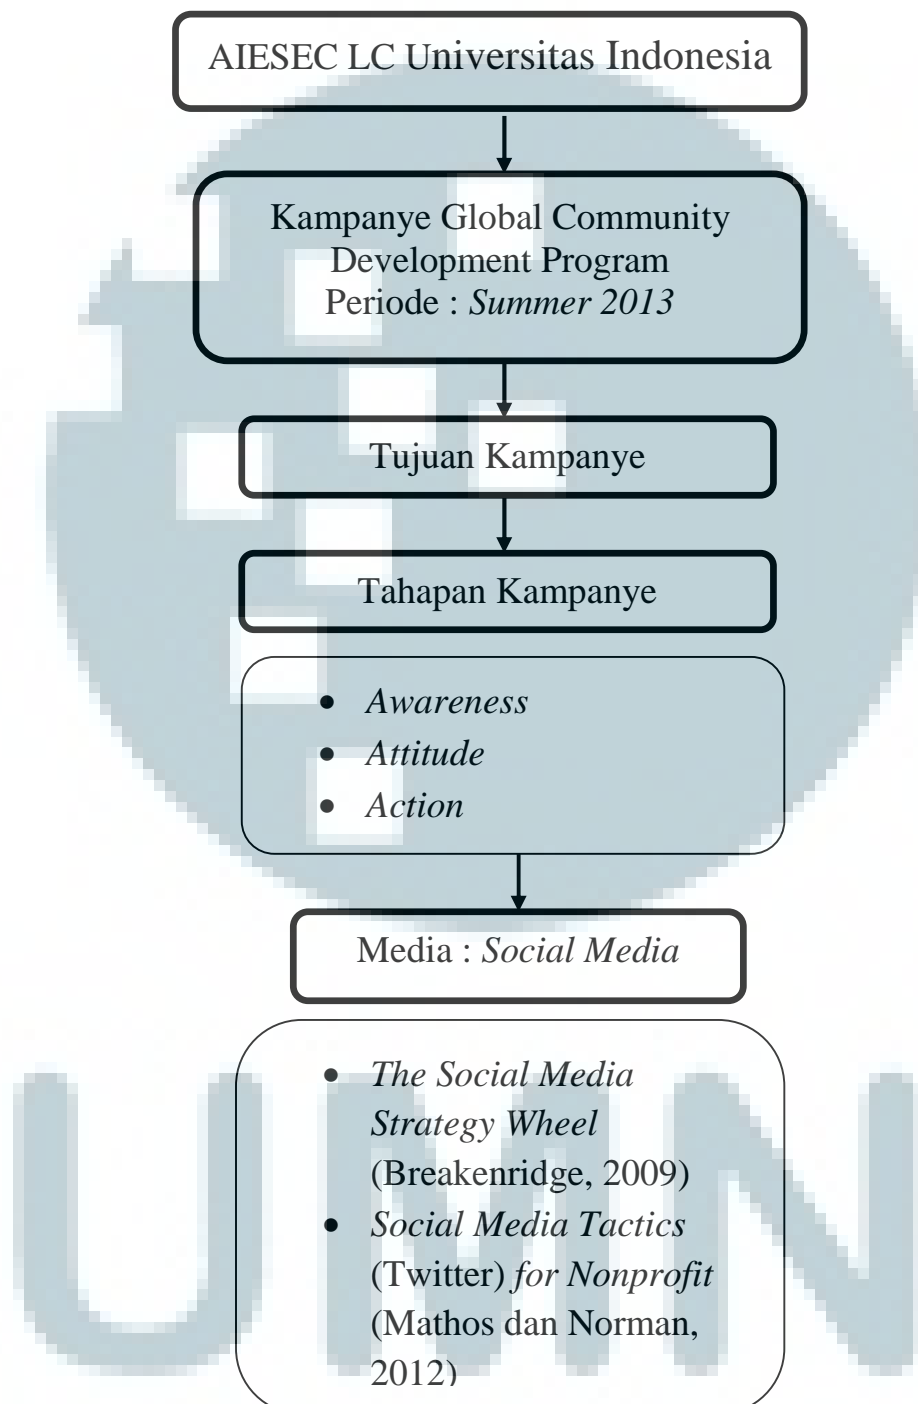 AIESEC LC Universitas Indonesia
Kampanye Global Community
Development Program
Periode : Summer 2013
Tujuan Kampanye
Tahapan Kampanye
• Awareness
• Attitude
• Action
Media : Social Media
• The Social Media
Strategy Wheel
(Breakenridge, 2009)
• Social Media Tactics
(Twitter) for Nonprofit
(Mathos dan Norman,
2012)
UMN